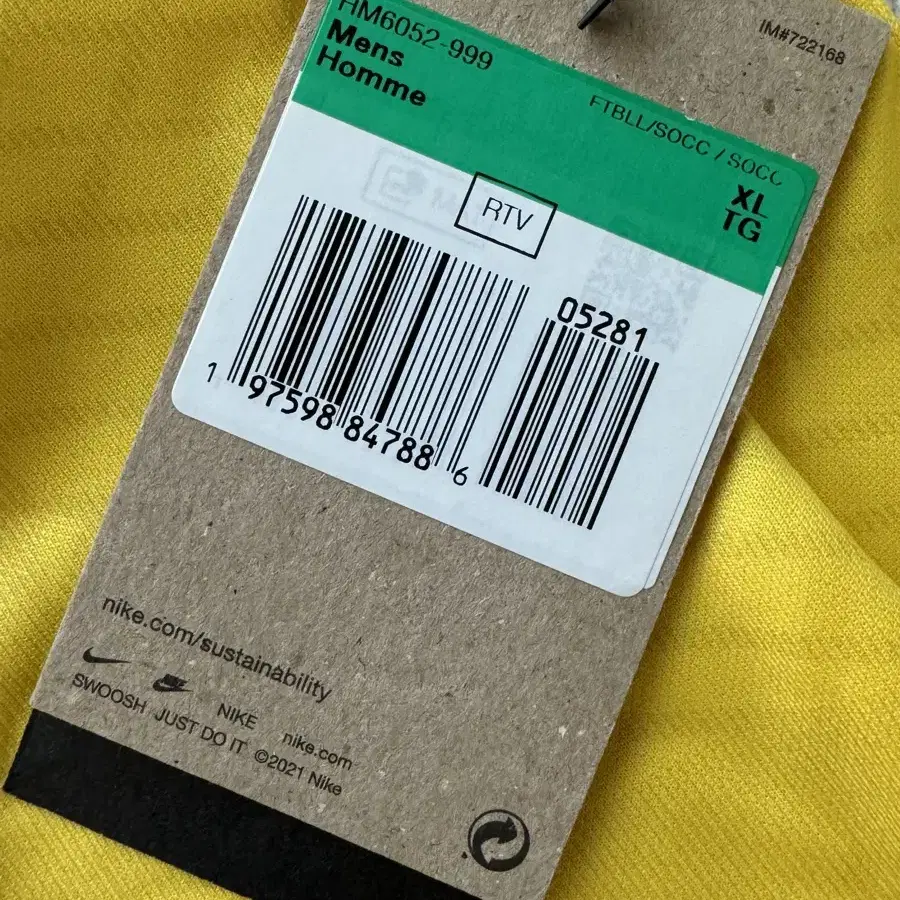 IM#722168
HM6052-999
Mens
Homme
FTBLL/SOCC / SOCC
XL
TG
RTV
05281
1 97598 84788 6
nike.com/sustainability
NIKE
SWOOSH JUST DO IT
nike.com
©2021 Nike